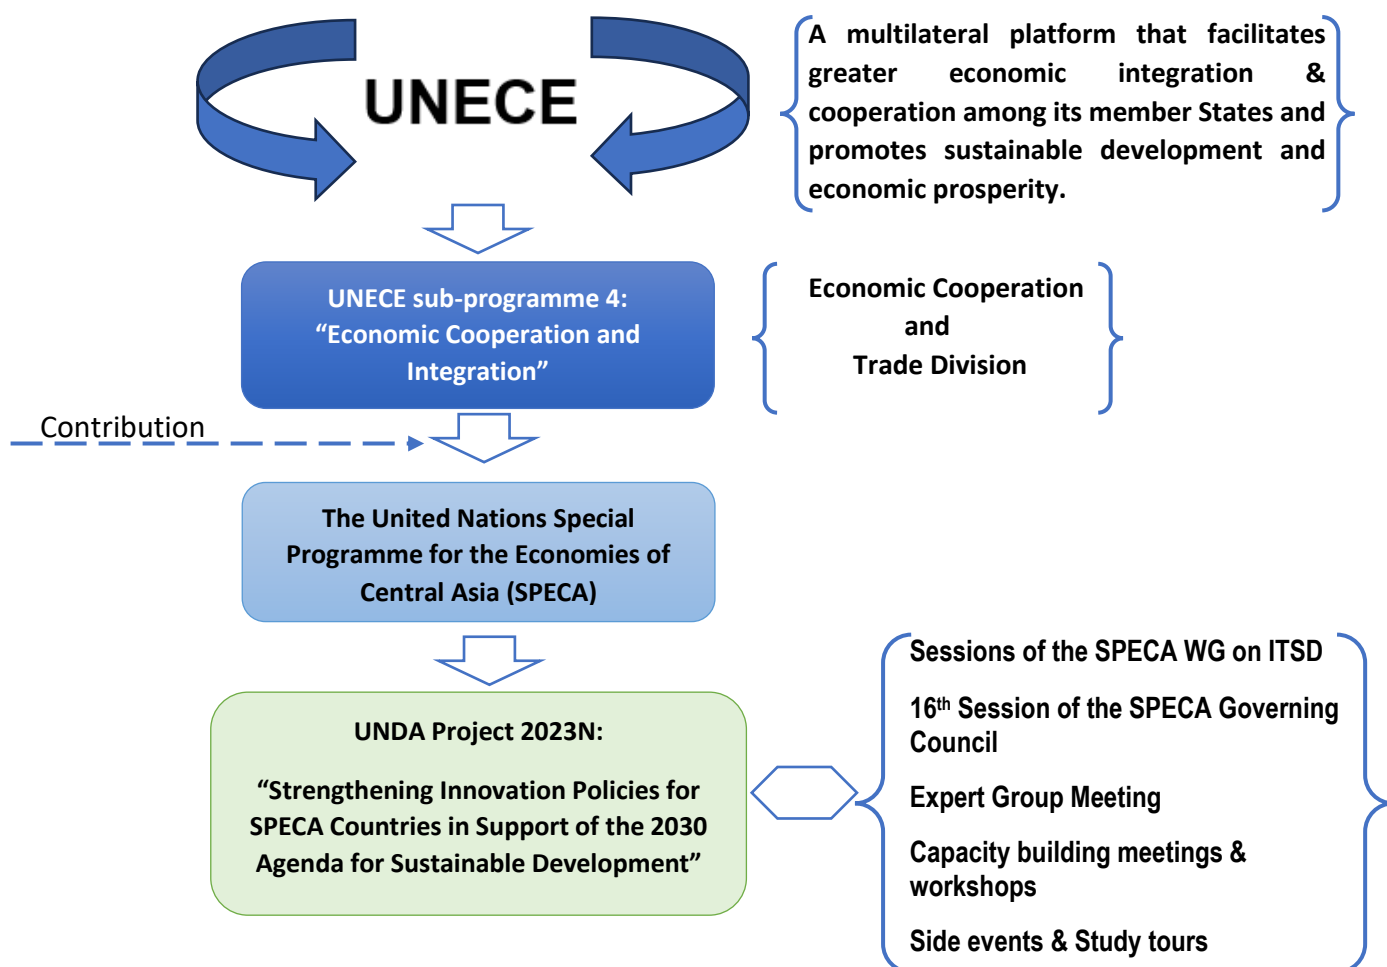 UNECE
A multilateral platform that facilitates
greater economic integration &
cooperation among its member States and
promotes sustainable development and
economic prosperity.
UNECE sub-programme 4:
“Economic Cooperation and
Integration”
Economic Cooperation
and
Trade Division
Contribution
The United Nations Special
Programme for the Economies of
Central Asia (SPECA)
UNDA Project 2023N:
“Strengthening Innovation Policies for
SPECA Countries in Support of the 2030
Agenda for Sustainable Development”
Sessions of the SPECA WG on ITSD
16th Session of the SPECA Governing
Council
Expert Group Meeting
Capacity building meetings &
workshops
Side events & Study tours